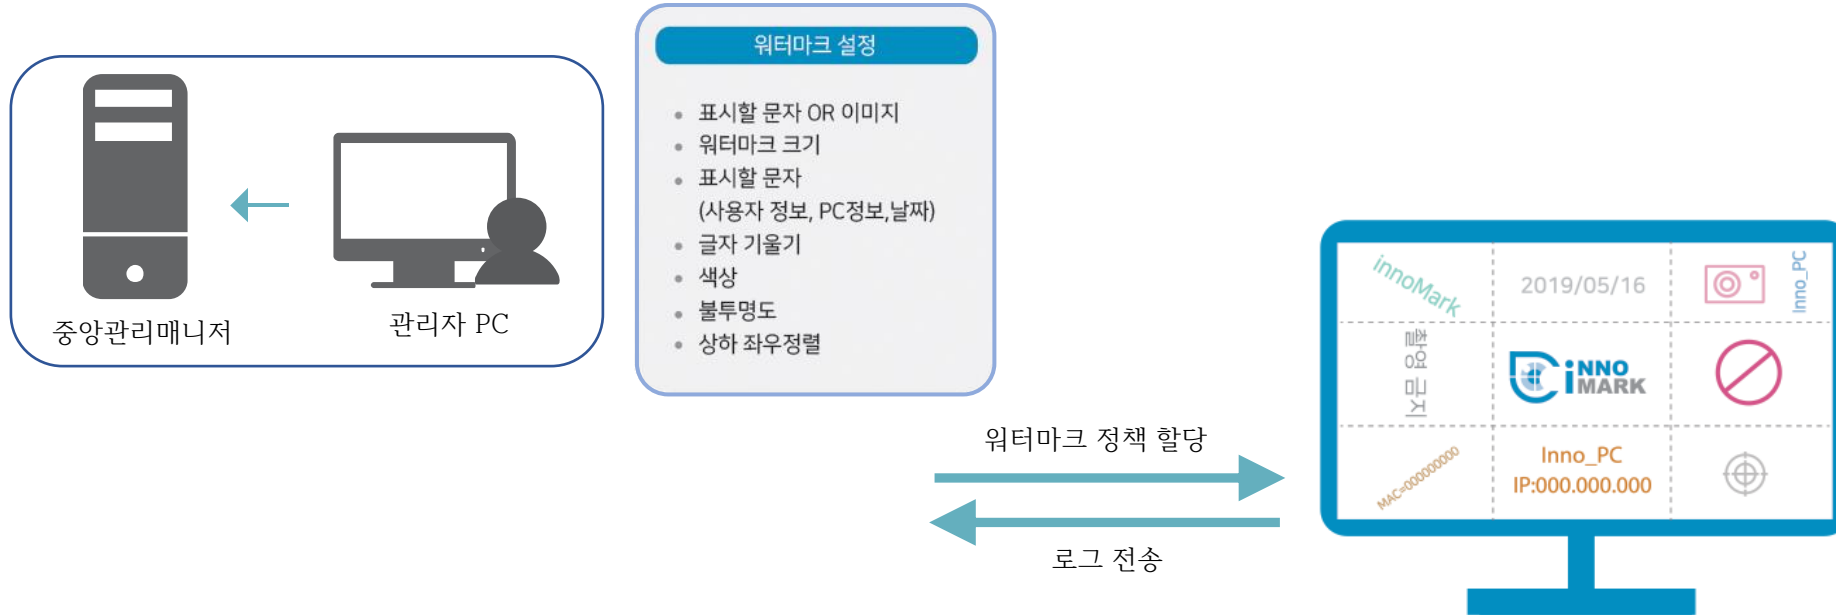 중앙관리매니저
관리자 PC
워터마크 설정
표시할 문자 OR 이미지
워터마크 크기
표시할 문자
(사용자 정보, PC정보,날짜)
글자 기울기
색상
불투명도
상하 좌우정렬
워터마크 정책 할당
로그 전송
innoMark
2019/05/16
Inno_PC
촬영 금지
iNNO
MARK
MAC=000000000
Inno_PC
IP:000.000.000